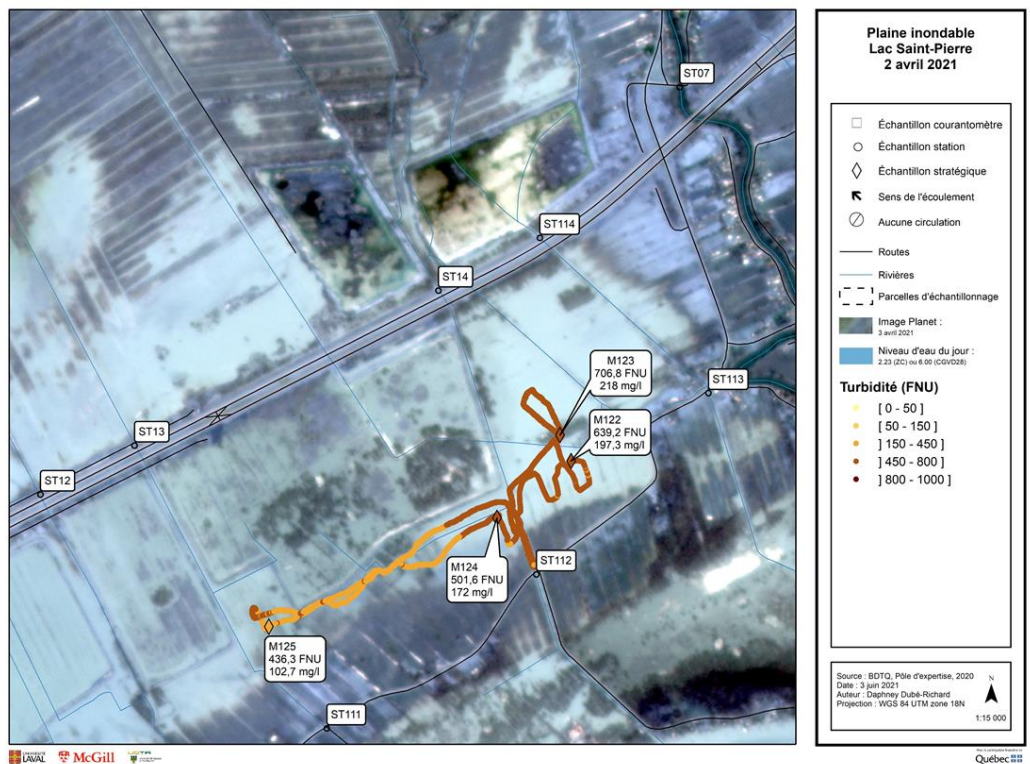 Plaine inondable
Lac Saint-Pierre
2 avril 2021
Échantillon courantomètre
Échantillon station
Échantillon stratégique
Sens de l'écoulement
Aucune circulation
Routes
Rivières
Parcelles d'échantillonnage
Image Planet :
3 avril 2021
Niveau d'eau du jour :
2.23 (ZC) ou 6.00 (CGVD28)
Turbidité (FNU)
[ 0 - 50 ]
[ 50 - 150 ]
] 150 - 450 ]
] 450 - 800 ]
] 800 - 1000 ]
Source : BDTQ, Pôle d'expertise, 2020
Date : 3 juin 2021
Auteur : Daphney Dubé-Richard
Projection : WGS 84 UTM zone 18N
N
1:15 000
ST07
ST114
ST14
M123
706,8 FNU
218 mg/l
ST113
M122
639,2 FNU
197,3 mg/l
ST13
ST12
ST112
M124
501,6 FNU
172 mg/l
M125
436,3 FNU
102,7 mg/l
ST111
UNIVERSITÉ
LAVAL
McGill
Québec